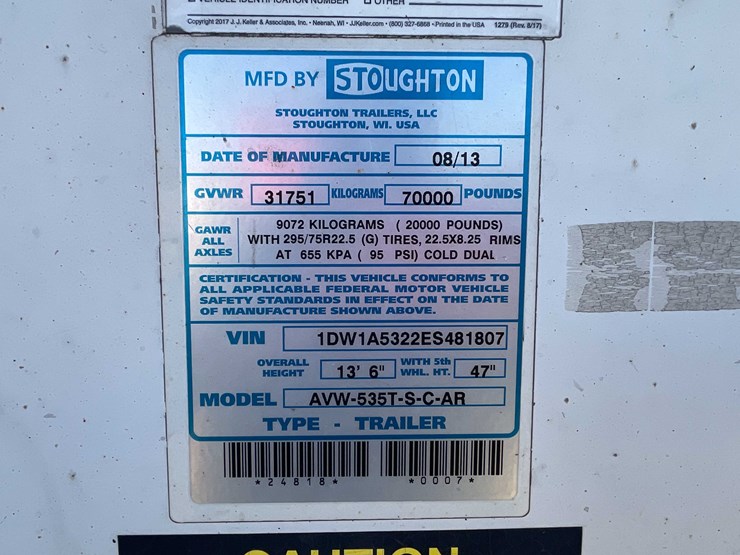 VEHICLE IDENTIFICATION NUMBER OTHER
Copyright 2017 J. J. Keller & Associates, Inc. • Neenah, WI • JJKeller.com • (800) 327-6868 • Printed in the USA 1279 (Rev. 8/17)
MFD BY STOUGHTON
STOUGHTON TRAILERS, LLC
STOUGHTON, WI. USA
DATE OF MANUFACTURE 08/13
GVWR 31751 KILOGRAMS 70000 POUNDS
GAWR ALL AXLES
9072 KILOGRAMS ( 20000 POUNDS)
WITH 295/75R22.5 (G) TIRES, 22.5X8.25 RIMS
AT 655 KPA ( 95 PSI) COLD DUAL
CERTIFICATION - THIS VEHICLE CONFORMS TO
ALL APPLICABLE FEDERAL MOTOR VEHICLE
SAFETY STANDARDS IN EFFECT ON THE DATE
OF MANUFACTURE SHOWN ABOVE.
VIN 1DW1A5322ES481807
OVERALL HEIGHT 13' 6" WITH 5th WHL. HT. 47"
MODEL AVW-535T-S-C-AR
TYPE - TRAILER
*24818* *0007*
CAUTION